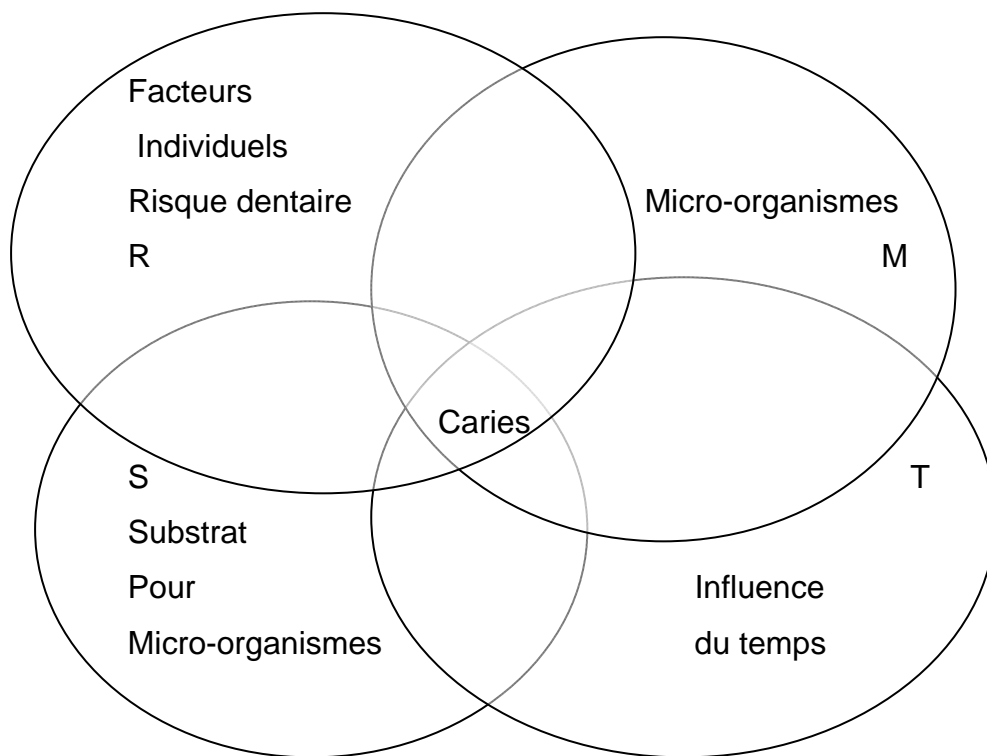 Facteurs
Individuels
Risque dentaire
R
Micro-organismes
M
Caries
S
Substrat
Pour
Micro-organismes
T
Influence
du temps